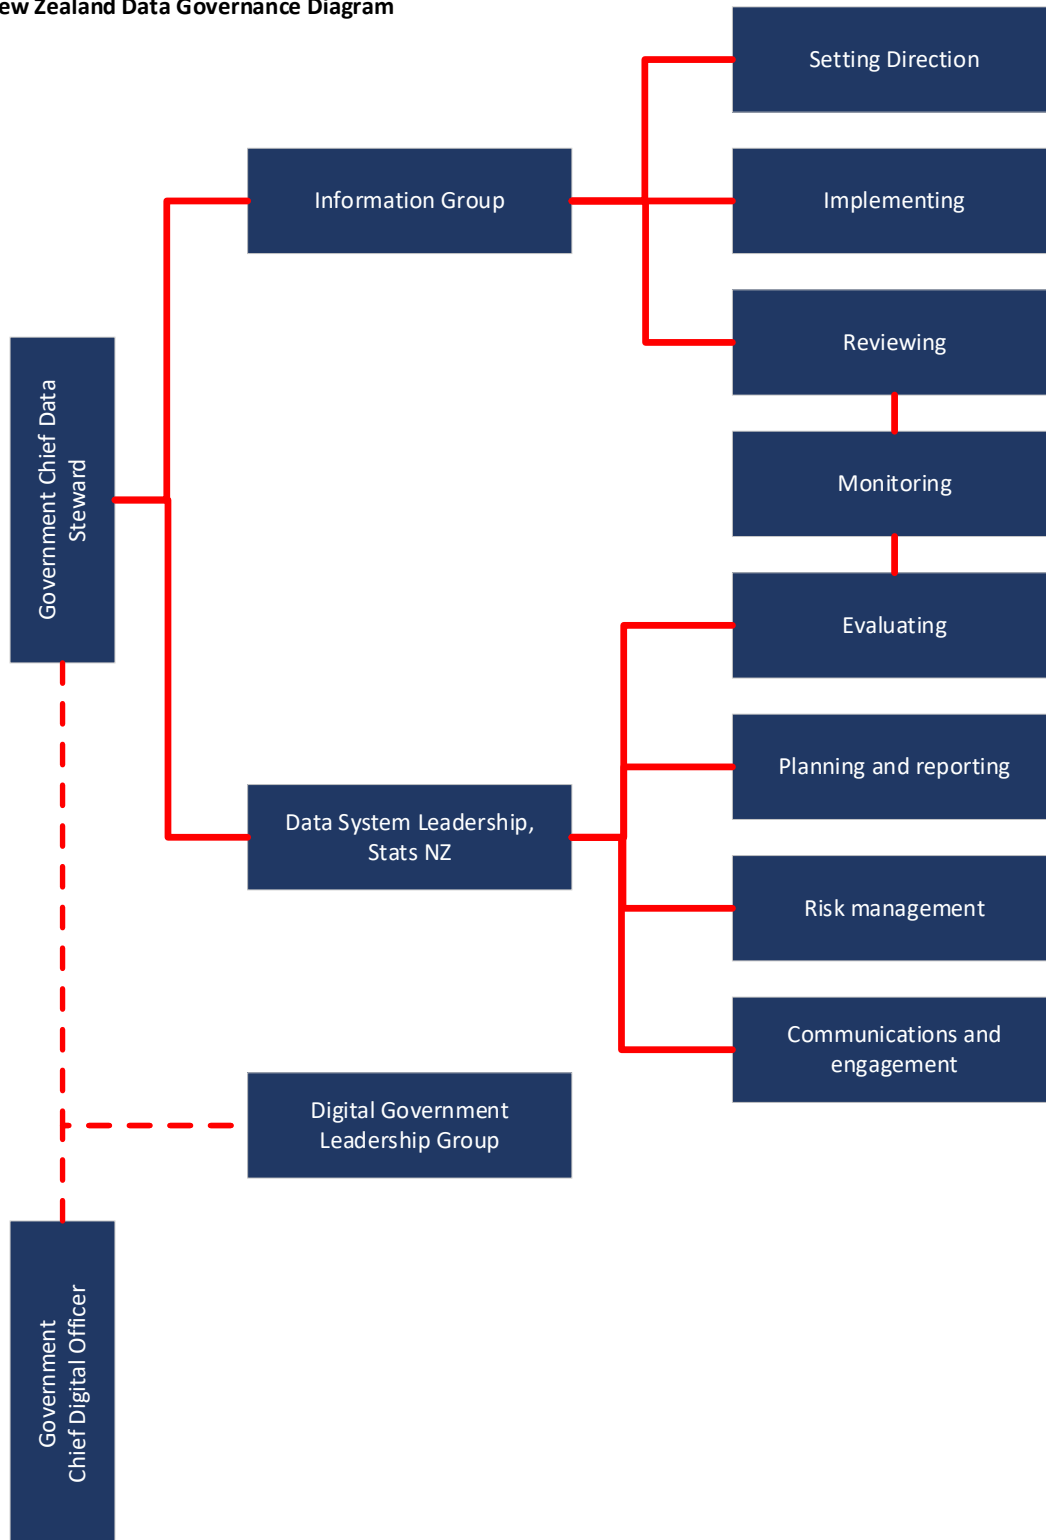 ew Zealand Data Governance Diagram
Setting Direction
Information Group
Implementing
Reviewing
Government Chief Data
Steward
Monitoring
Evaluating
Planning and reporting
Data System Leadership,
Stats NZ
Risk management
Communications and
engagement
Digital Government
Leadership Group
Government
Chief Digital Officer